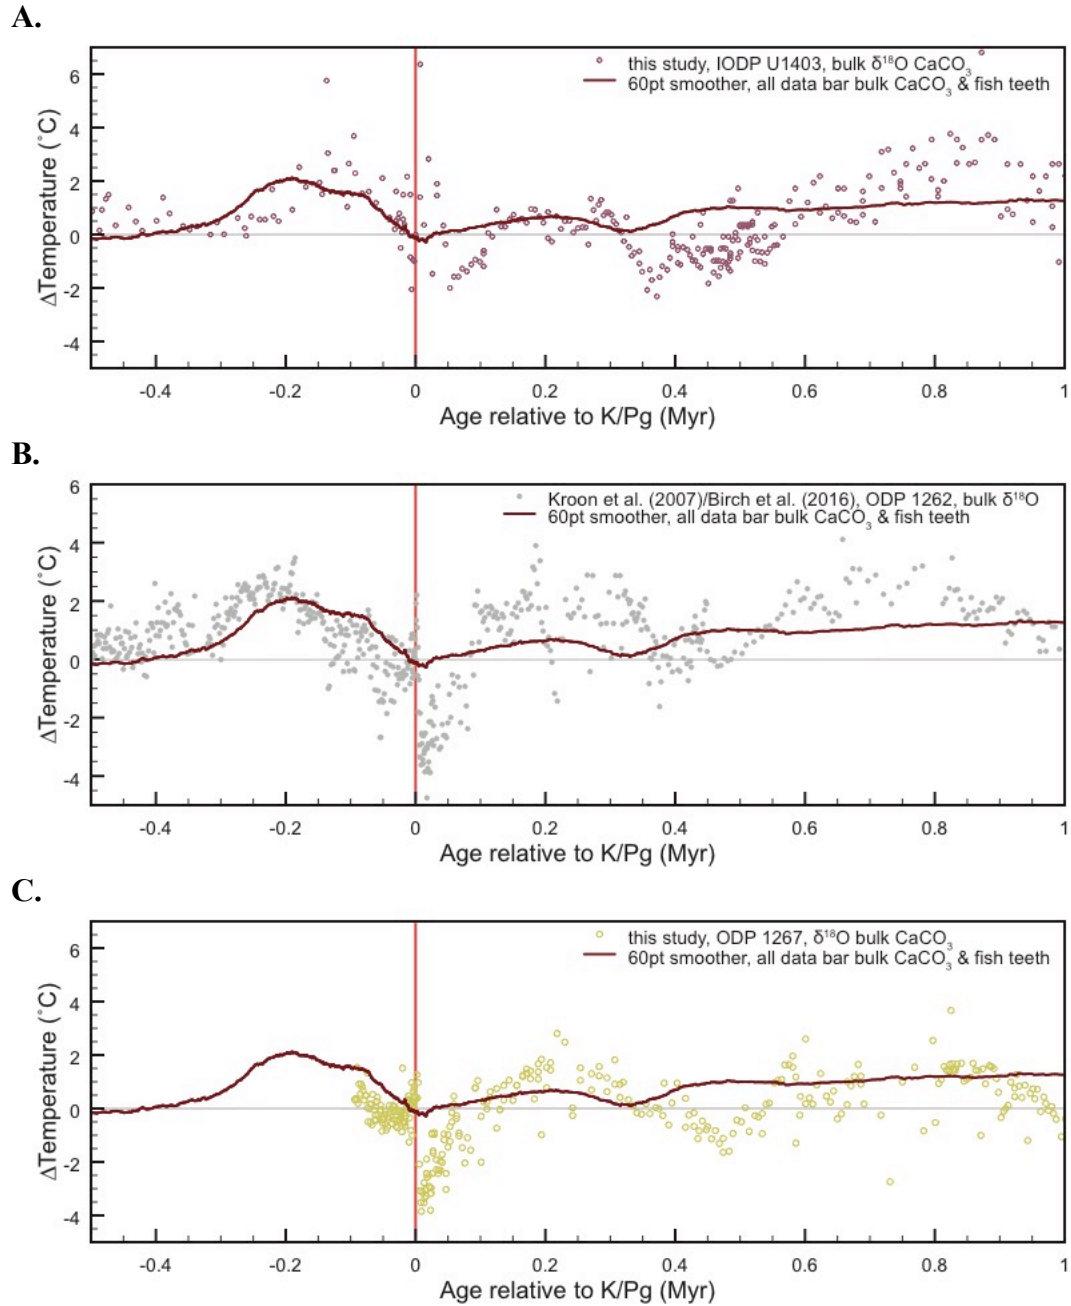 A.
this study, IODP U1403, bulk δ¹⁸O CaCO₃
60pt smoother, all data bar bulk CaCO₃ & fish teeth
ΔTemperature (˚C)
6
4
2
0
-2
-4
-0.4 -0.2 0 0.2 0.4 0.6 0.8 1
Age relative to K/Pg (Myr)
B.
Kroon et al. (2007)/Birch et al. (2016), ODP 1262, bulk δ¹⁸O
60pt smoother, all data bar bulk CaCO₃ & fish teeth
ΔTemperature (˚C)
6
4
2
0
-2
-4
-0.4 -0.2 0 0.2 0.4 0.6 0.8 1
Age relative to K/Pg (Myr)
C.
this study, ODP 1267, δ¹⁸O bulk CaCO₃
60pt smoother, all data bar bulk CaCO₃ & fish teeth
ΔTemperature (˚C)
6
4
2
0
-2
-4
-0.4 -0.2 0 0.2 0.4 0.6 0.8 1
Age relative to K/Pg (Myr)